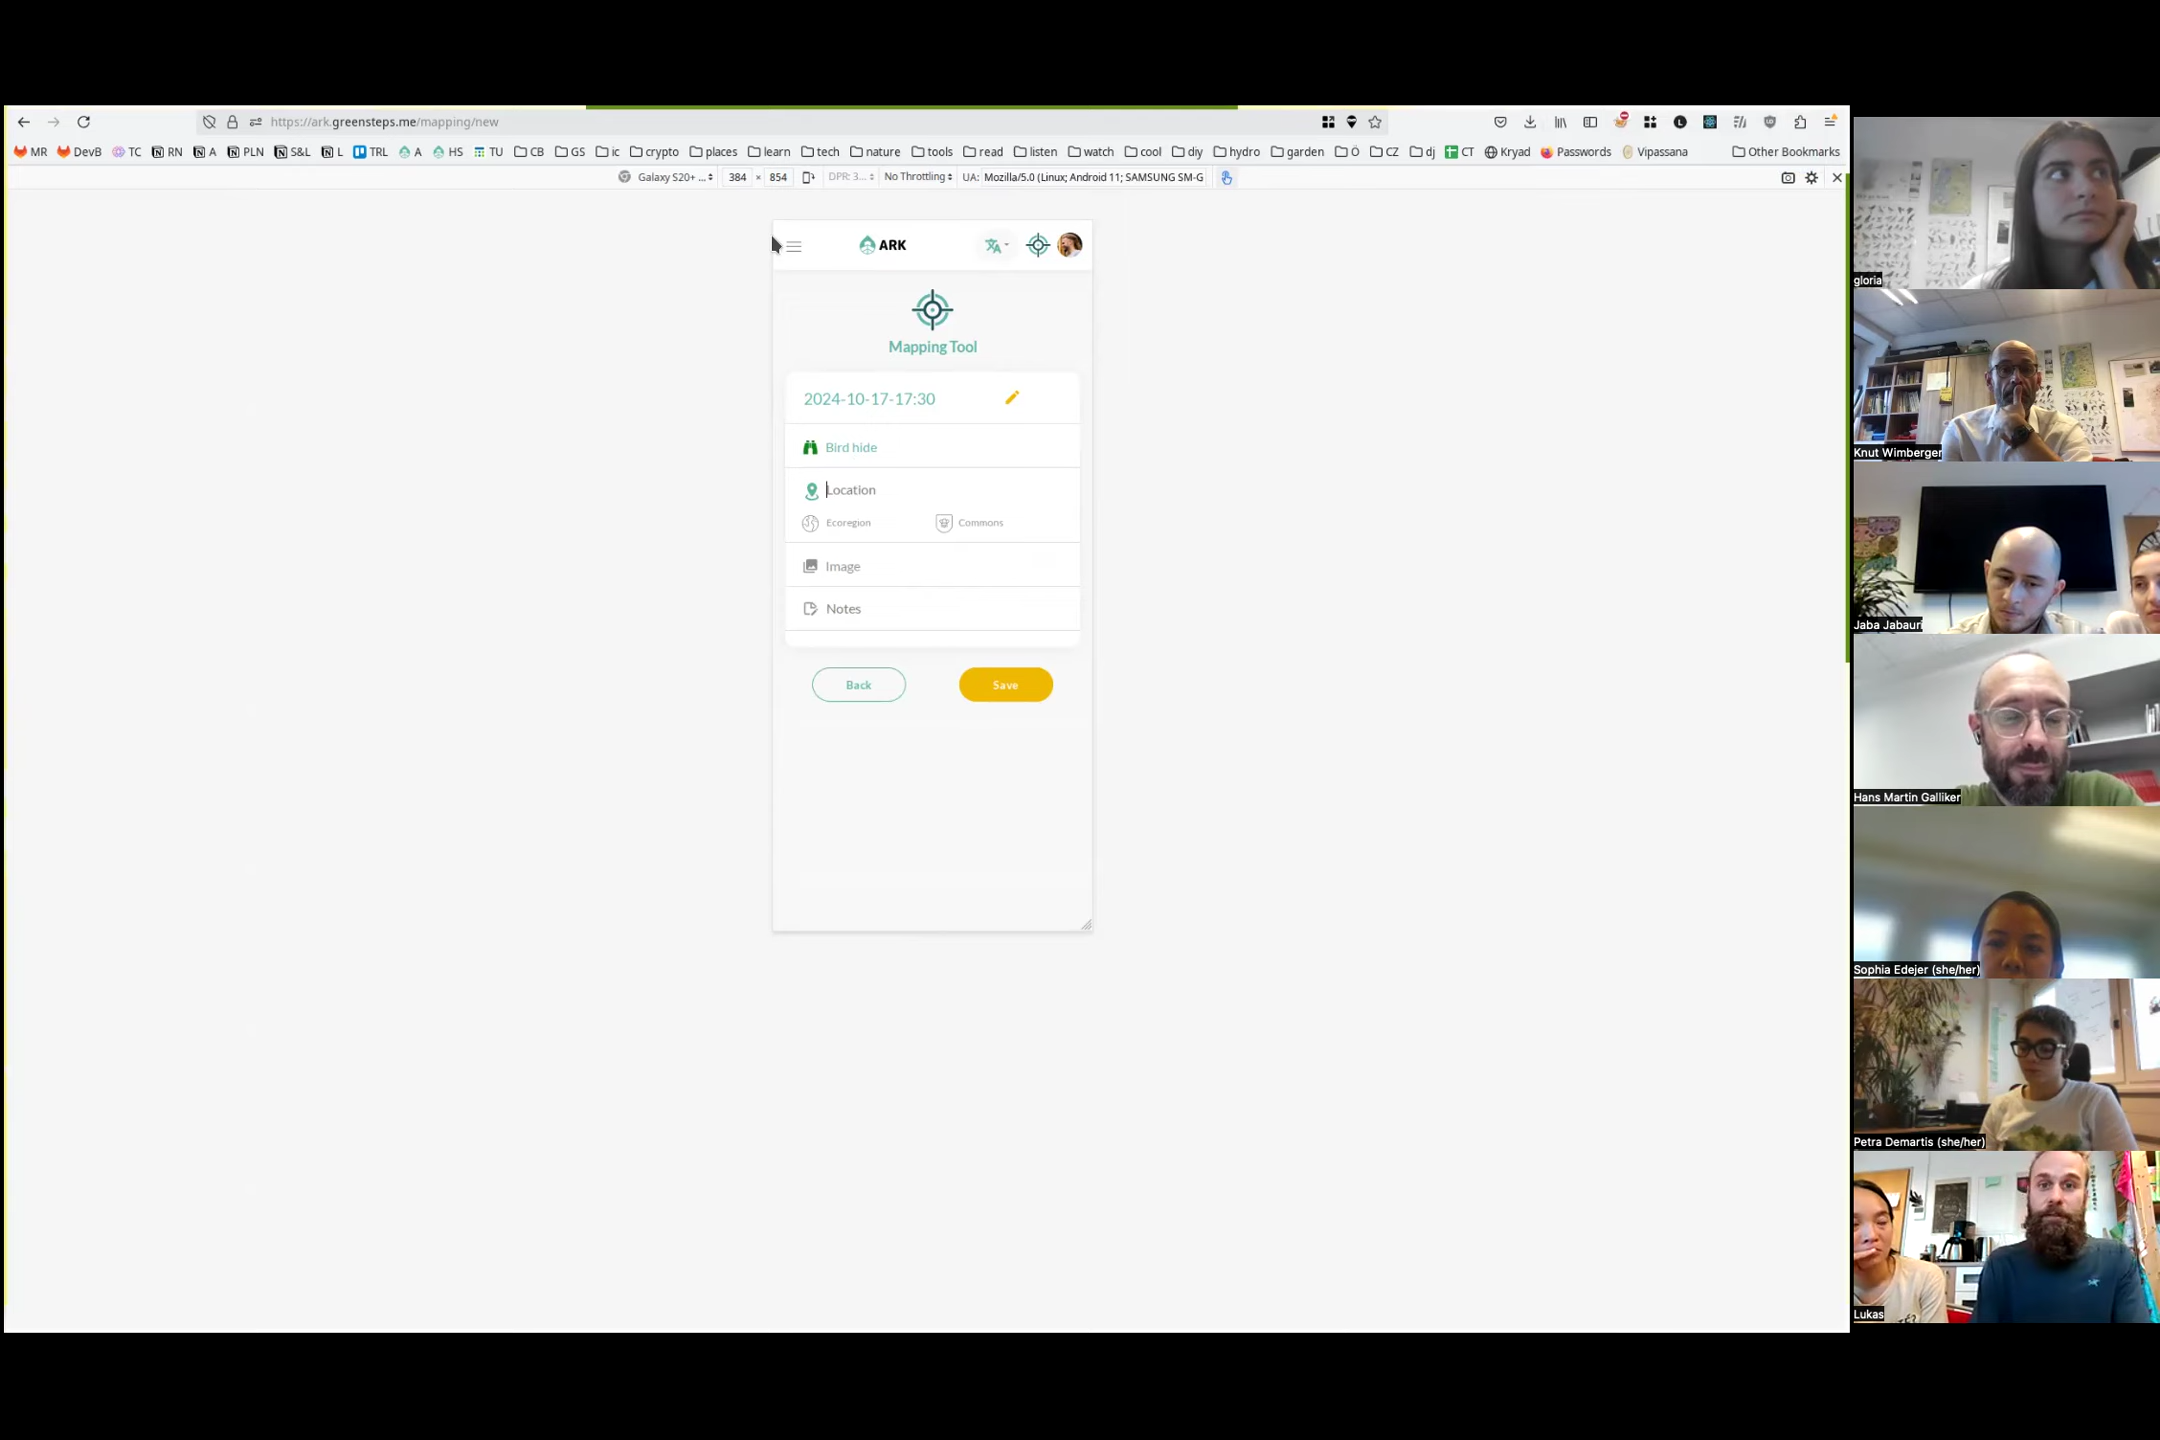 https://ark.greensteps.me/mapping/new
MR DevB TC RN A PLN S&L L TRL A HS TU CB GS ic crypto places learn tech nature tools read listen watch cool diy hydro garden Ö CZ dj CT Kryad Passwords Vipassana Other Bookmarks
Galaxy S20+ ... 384 × 854 DPR: 3... No Throttling UA: Mozilla/5.0 (Linux; Android 11; SAMSUNG SM-G
ARK
Mapping Tool
2024-10-17-17:30
Bird hide
Location
Ecoregion Commons
Image
Notes
Back Save
gloria
Knut Wimberger
Jaba Jabauri
Hans Martin Galliker
Sophia Edejer (she/her)
Petra Demartis (she/her)
Lukas